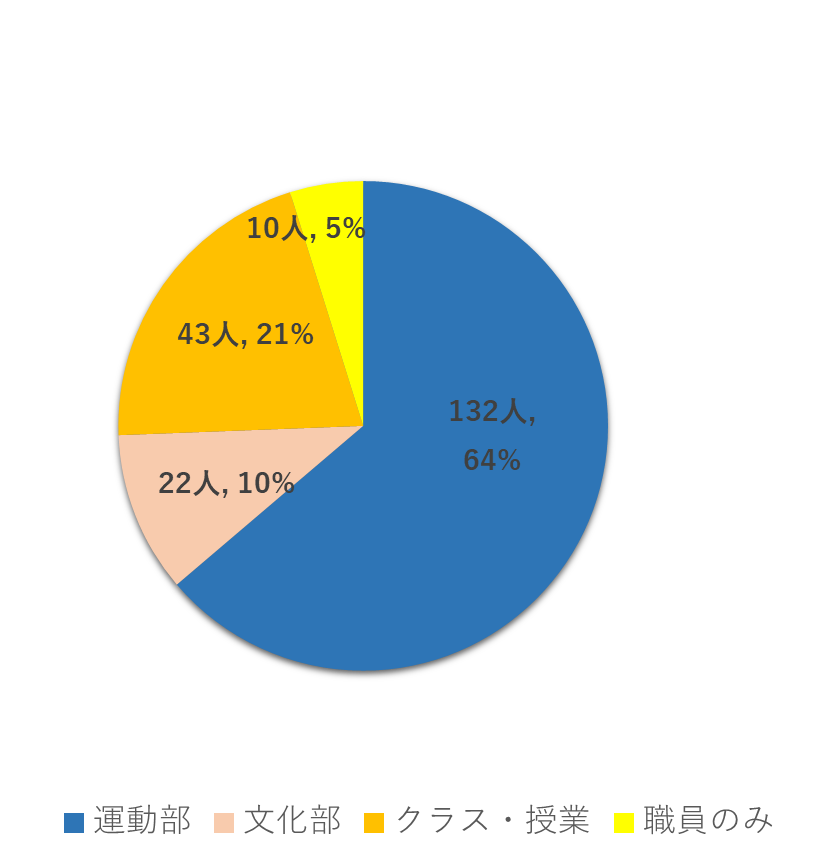 10人, 5%
43人, 21%
132人,
64%
22人, 10%
運動部 文化部 クラス・授業 職員のみ